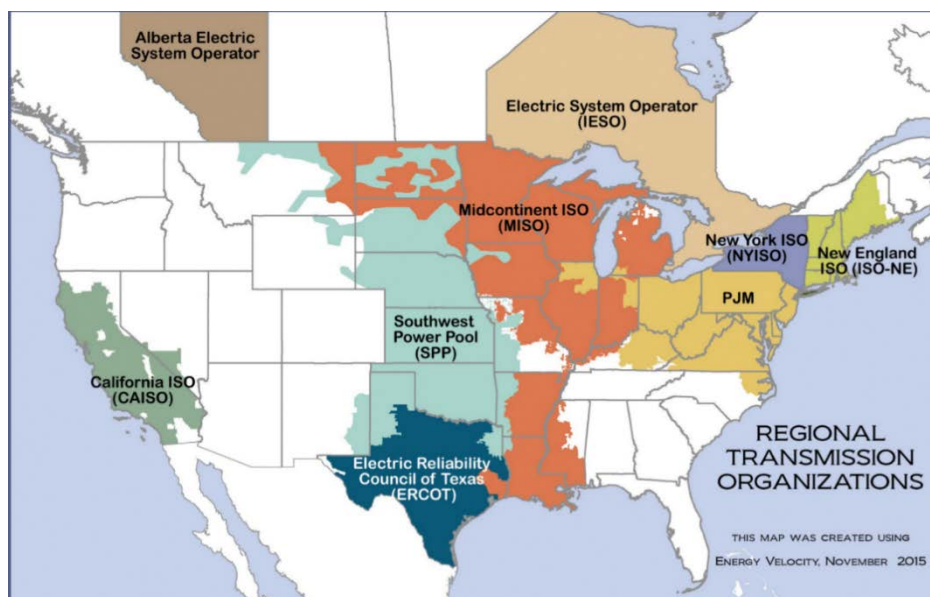 Alberta Electric
System Operator
Electric System Operator
(IESO)
Midcontinent ISO
(MISO)
New York ISO
(NYISO)
New England
ISO (ISO-NE)
PJM
Southwest
Power Pool
(SPP)
California ISO
(CAISO)
Electric Reliability
Council of Texas
(ERCOT)
REGIONAL
TRANSMISSION
ORGANIZATIONS
THIS MAP WAS CREATED USING
ENERGY VELOCITY, NOVEMBER 2015